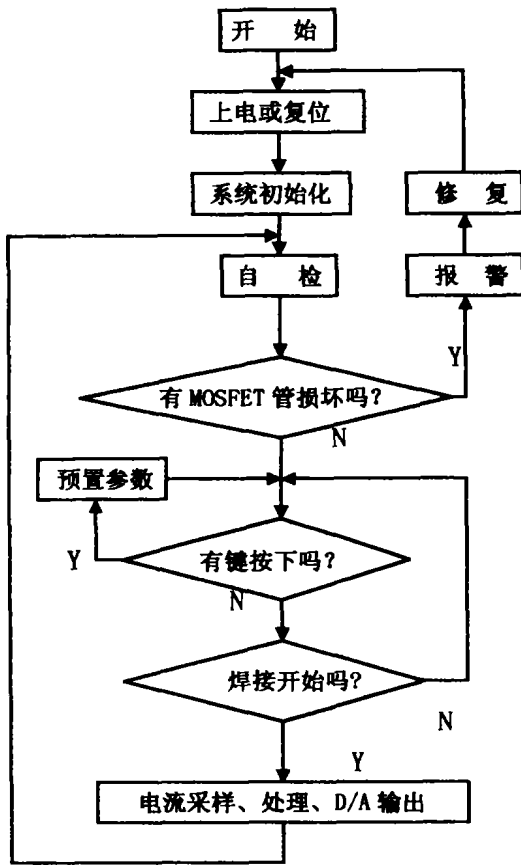 开 始
上电或复位
系统初始化
修 复
自 检
报 警
Y
有 MOSFET 管损坏吗?
N
预置参数
Y
有键按下吗?
N
焊接开始吗?
N
Y
电流采样、处理、D/A 输出